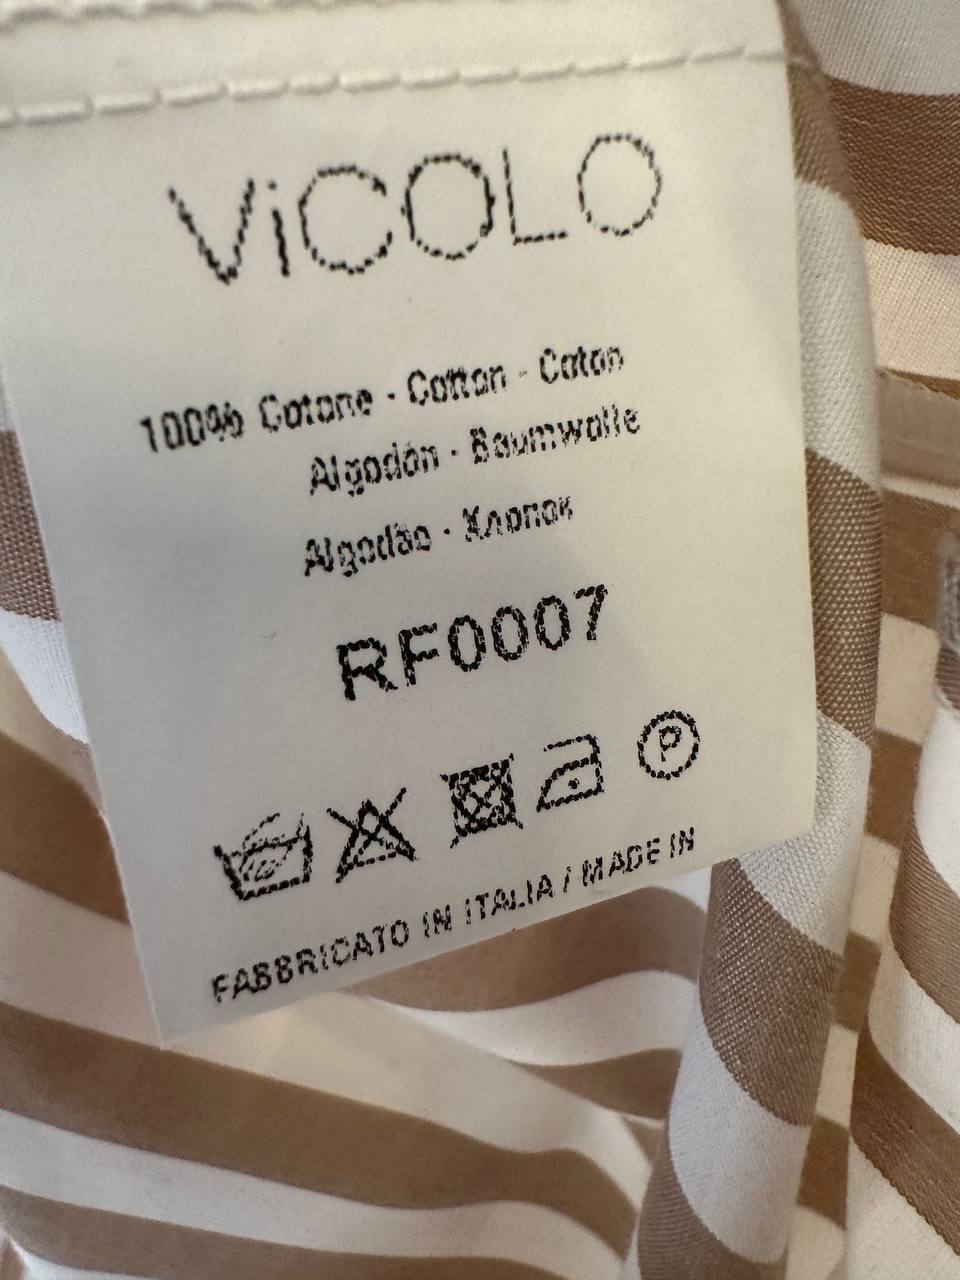 ViCOLO
100% Cotone - Cotton - Coton
Algodón - Baumwolle
Algodão - Хлопок
RF0007
P
FABBRICATO IN ITALIA / MADE IN